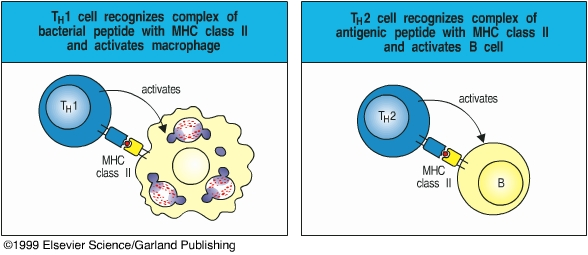 TH1 cell recognizes complex of
bacterial peptide with MHC class II
and activates macrophage
activates
TH1
MHC
class II
TH2 cell recognizes complex of
antigenic peptide with MHC class II
and activates B cell
activates
TH2
MHC
class II
B
©1999 Elsevier Science/Garland Publishing